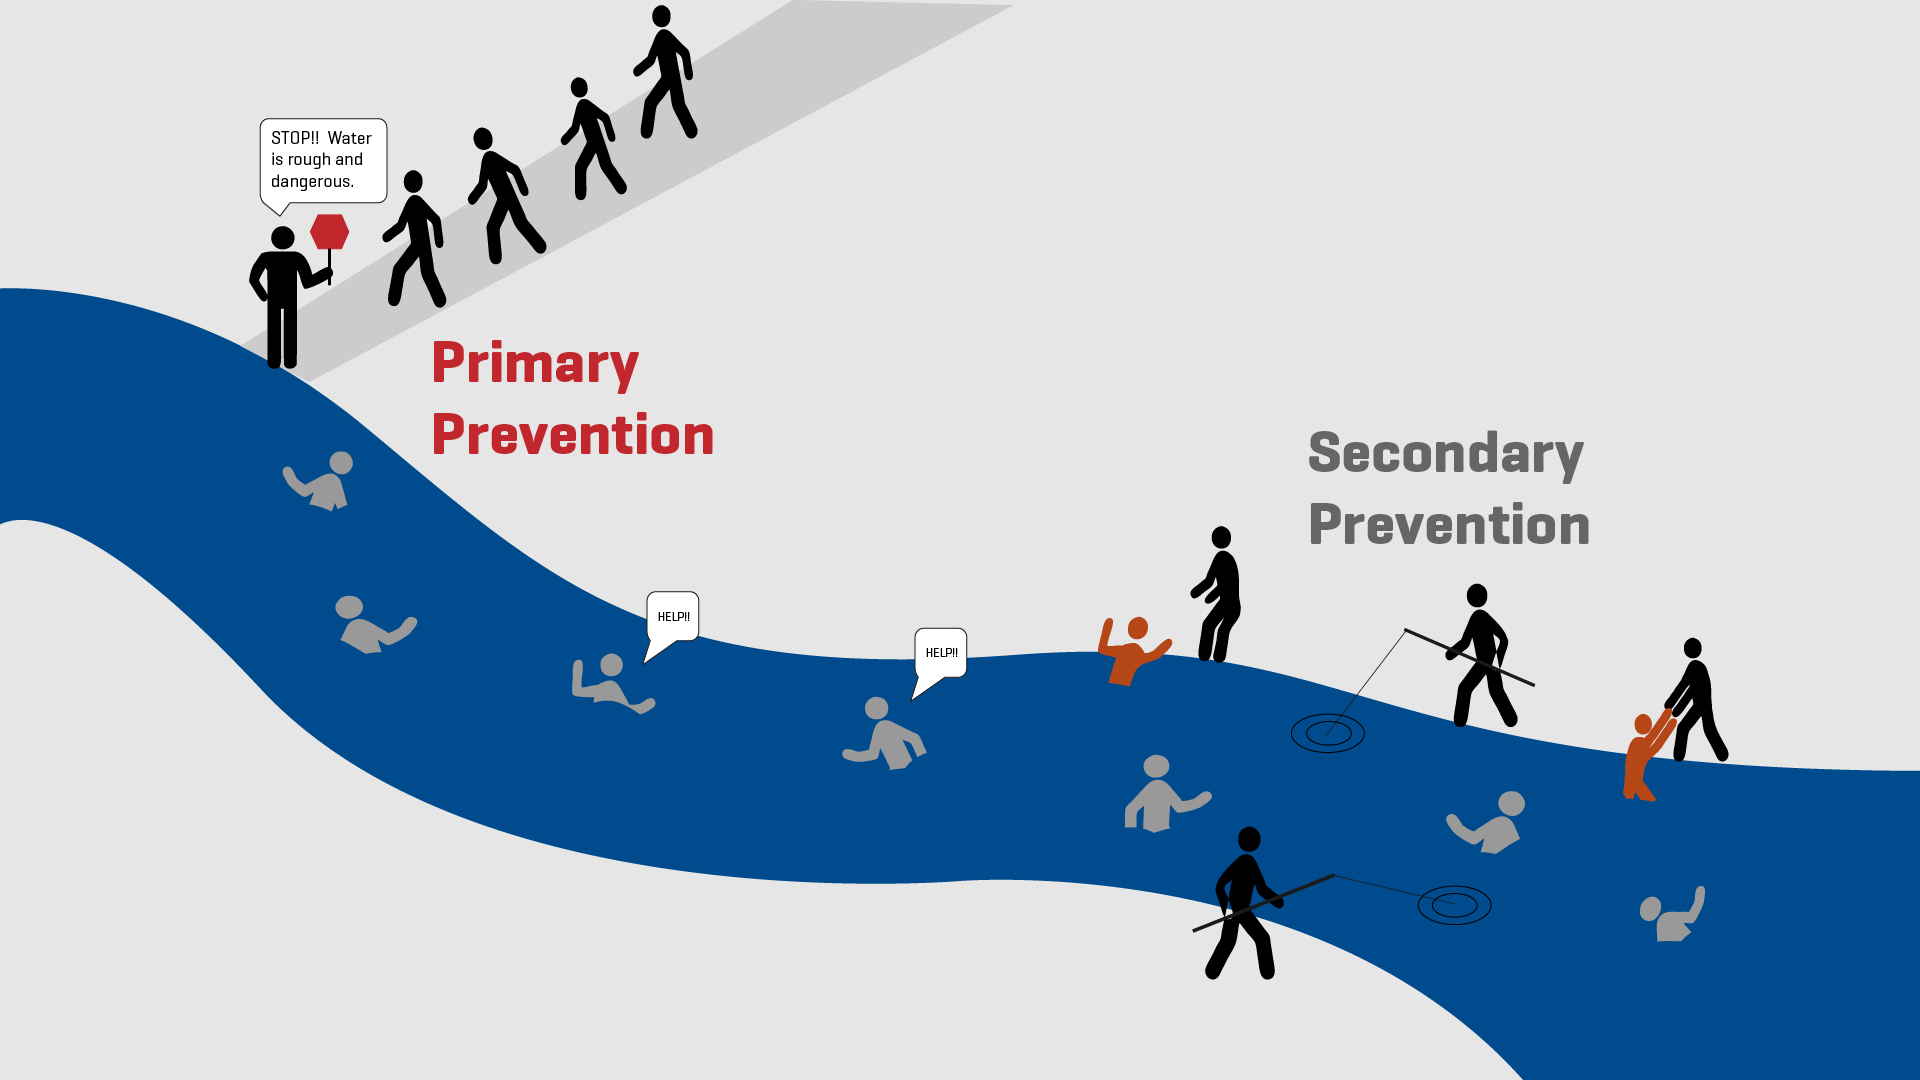 STOP!! Water
is rough and
dangerous.
Primary
Prevention
Secondary
Prevention
HELP!!
HELP!!